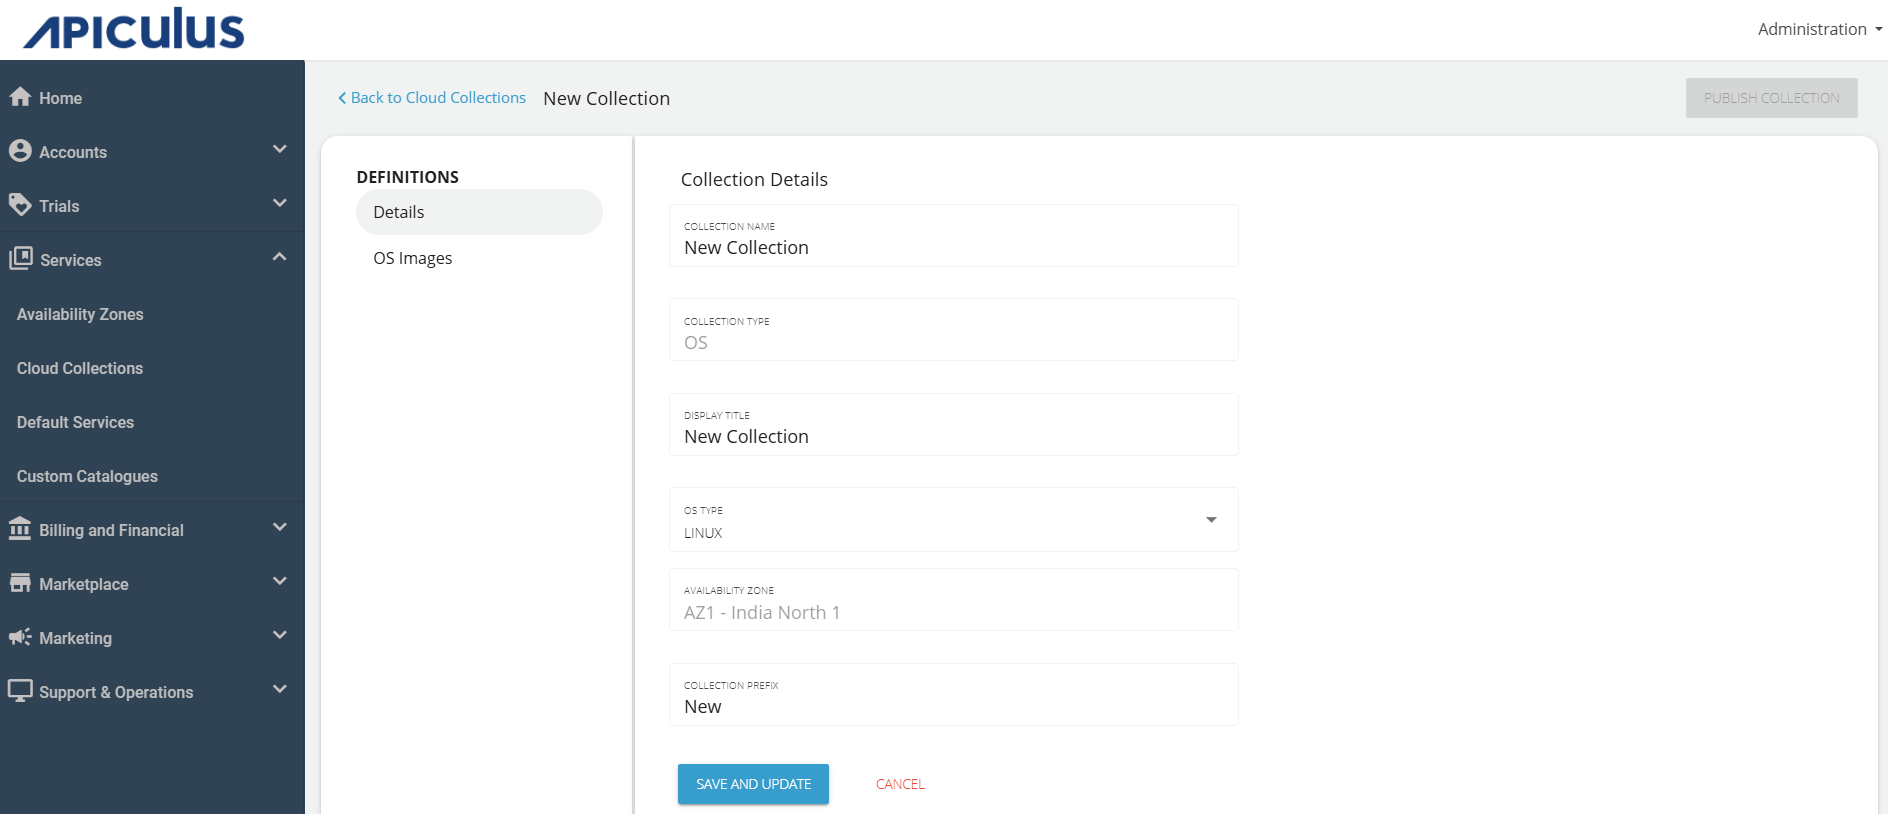 APICULUS
Administration
Home
Accounts
Trials
Services
Availability Zones
Cloud Collections
Default Services
Custom Catalogues
Billing and Financial
Marketplace
Marketing
Support & Operations
Back to Cloud Collections New Collection
PUBLISH COLLECTION
DEFINITIONS
Details
OS Images
Collection Details
COLLECTION NAME
New Collection
COLLECTION TYPE
OS
DISPLAY TITLE
New Collection
OS TYPE
LINUX
AVAILABILITY ZONE
AZ1 - India North 1
COLLECTION PREFIX
New
SAVE AND UPDATE CANCEL